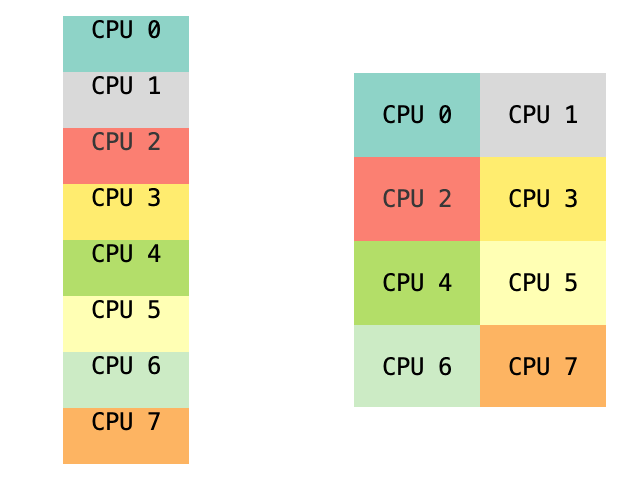 CPU 0
CPU 1
CPU 2
CPU 3
CPU 4
CPU 5
CPU 6
CPU 7
CPU 0 CPU 1
CPU 2 CPU 3
CPU 4 CPU 5
CPU 6 CPU 7